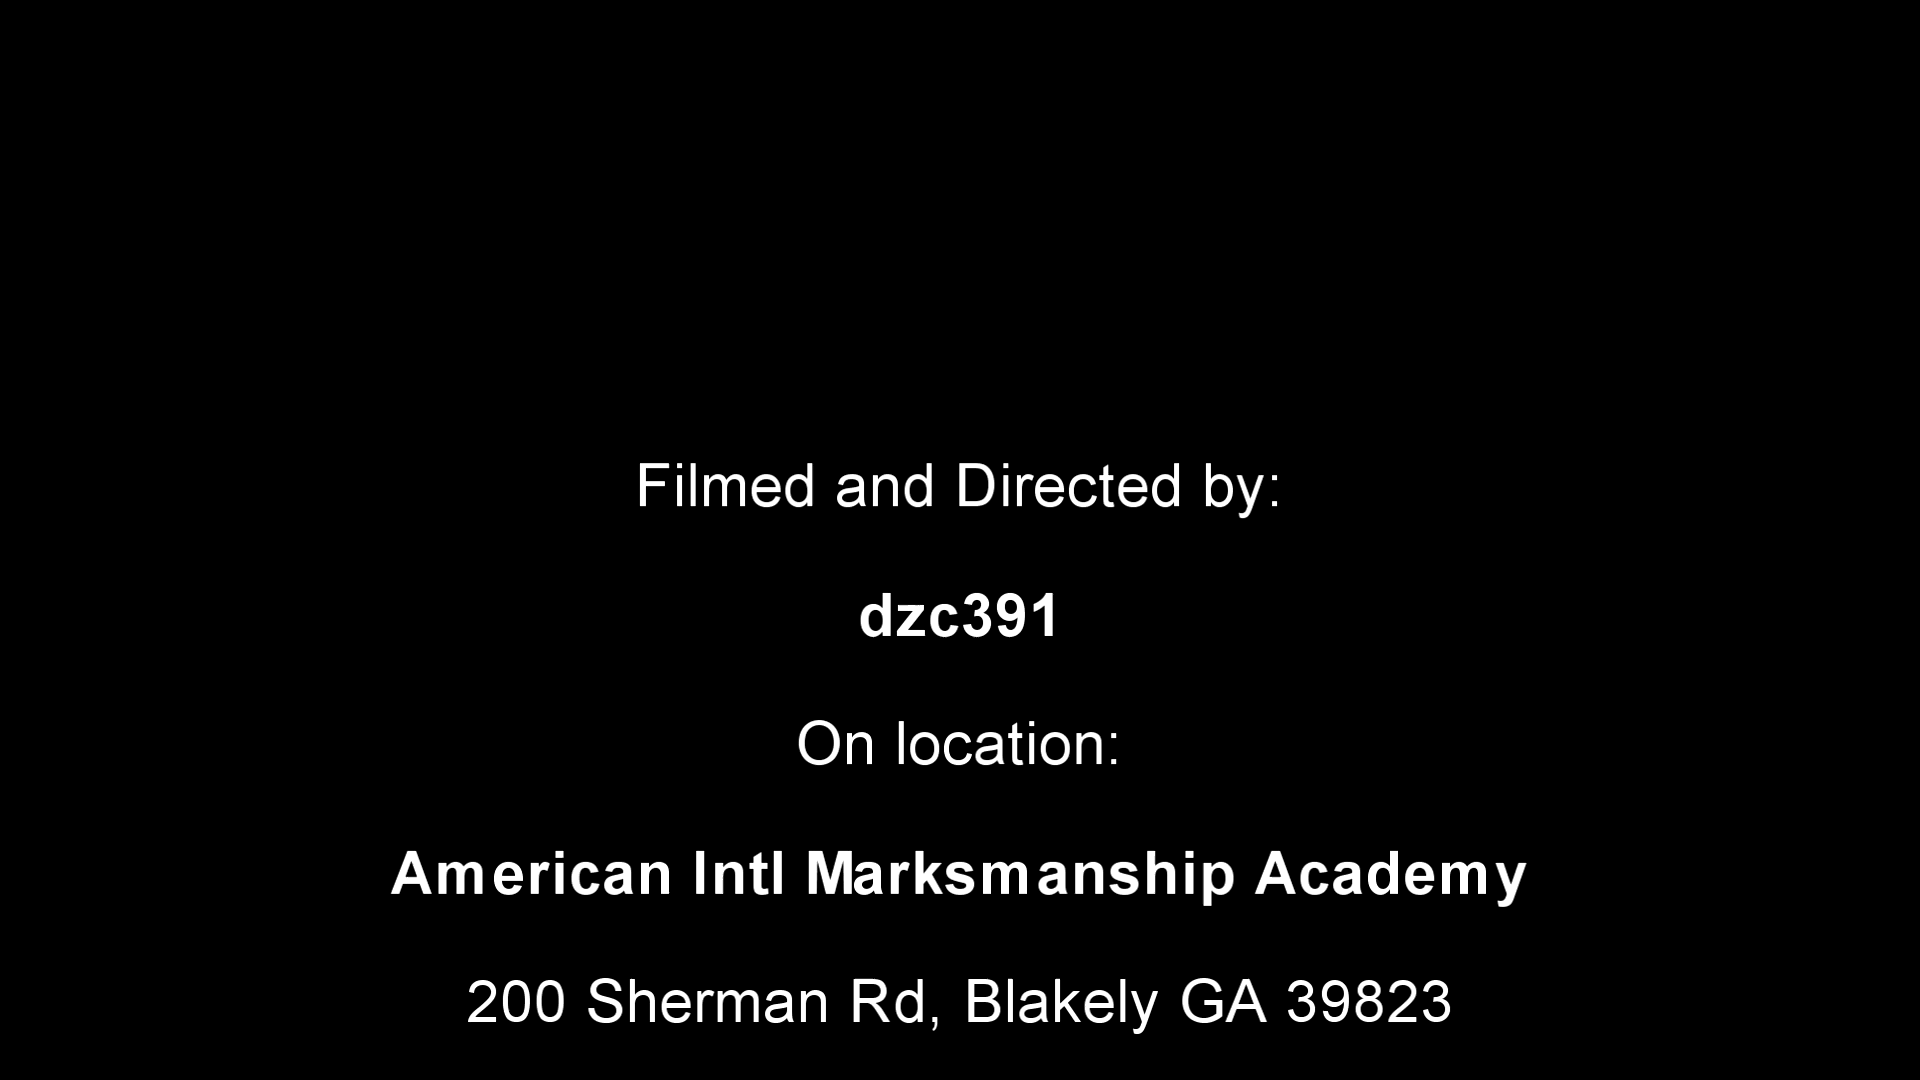 Filmed and Directed by:
dzc391
On location:
American Intl Marksmanship Academy
200 Sherman Rd, Blakely GA 39823